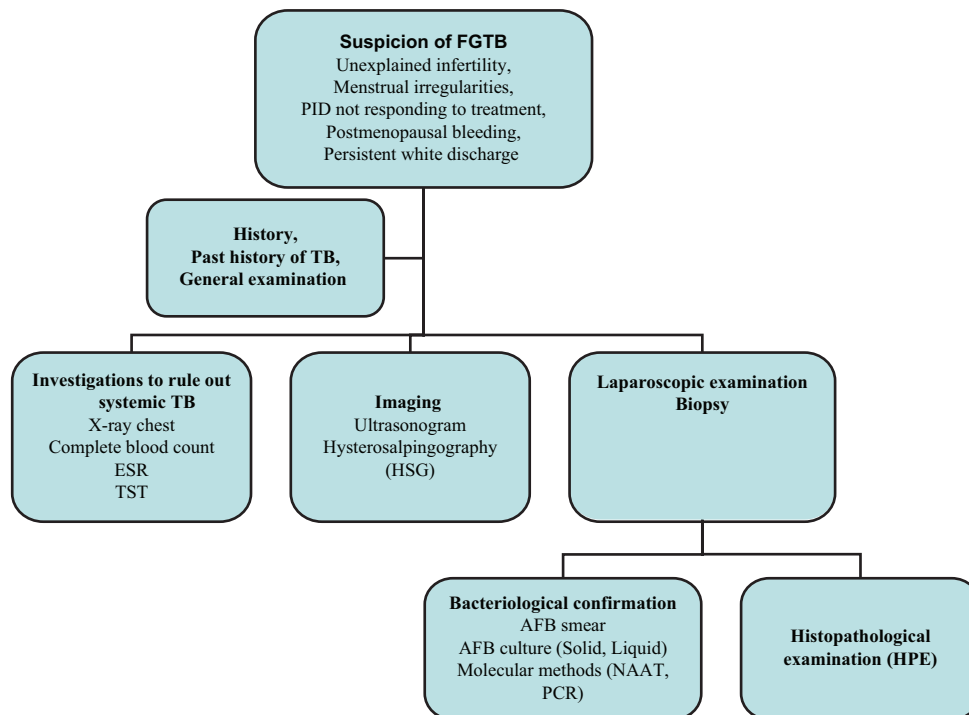 Suspicion of FGTB
Unexplained infertility,
Menstrual irregularities,
PID not responding to treatment,
Postmenopausal bleeding,
Persistent white discharge
History,
Past history of TB,
General examination
Investigations to rule out
systemic TB
X-ray chest
Complete blood count
ESR
TST
Imaging
Ultrasonogram
Hysterosalpingography
(HSG)
Laparoscopic examination
Biopsy
Bacteriological confirmation
AFB smear
AFB culture (Solid, Liquid)
Molecular methods (NAAT,
PCR)
Histopathological
examination (HPE)